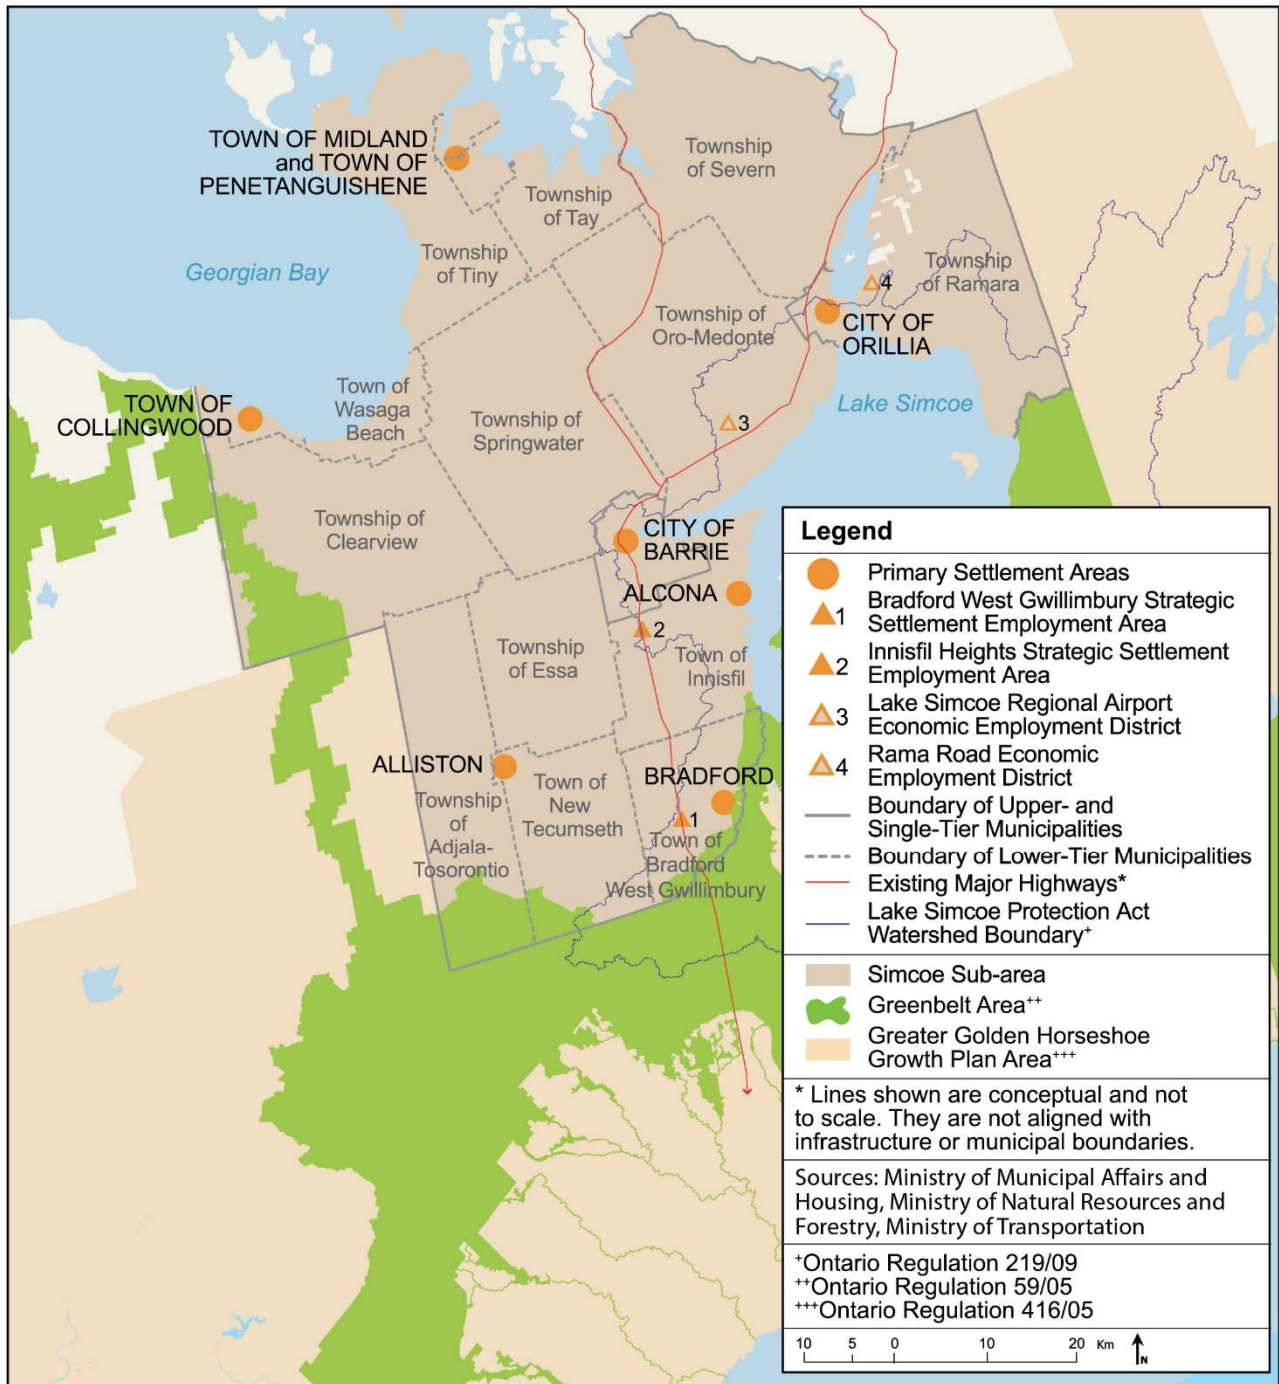 TOWN OF MIDLAND
and TOWN OF
PENETANGUISHENE
Township
of Severn
Township
of Tay
Township
of Tiny
Georgian Bay
Township
of Ramara
4
Township of
Oro-Medonte
CITY OF
ORILLIA
TOWN OF
COLLINGWOOD
Town of
Wasaga
Beach
Township of
Springwater
3
Lake Simcoe
Township of
Clearview
CITY OF
BARRIE
ALCONA
2
Township
of Essa
Town of
Innisfil
ALLISTON
BRADFORD
Township
of
Adjala-
Tosorontio
Town of
New
Tecumseth
1
Town of
Bradford
West Gwillimbury
Legend
Primary Settlement Areas
1 Bradford West Gwillimbury Strategic
Settlement Employment Area
2 Innisfil Heights Strategic Settlement
Employment Area
3 Lake Simcoe Regional Airport
Economic Employment District
4 Rama Road Economic
Employment District
Boundary of Upper- and
Single-Tier Municipalities
Boundary of Lower-Tier Municipalities
Existing Major Highways*
Lake Simcoe Protection Act
Watershed Boundary+
Simcoe Sub-area
Greenbelt Area++
Greater Golden Horseshoe
Growth Plan Area+++
* Lines shown are conceptual and not
to scale. They are not aligned with
infrastructure or municipal boundaries.
Sources: Ministry of Municipal Affairs and
Housing, Ministry of Natural Resources and
Forestry, Ministry of Transportation
+Ontario Regulation 219/09
++Ontario Regulation 59/05
+++Ontario Regulation 416/05
10 5 0 10 20 Km N